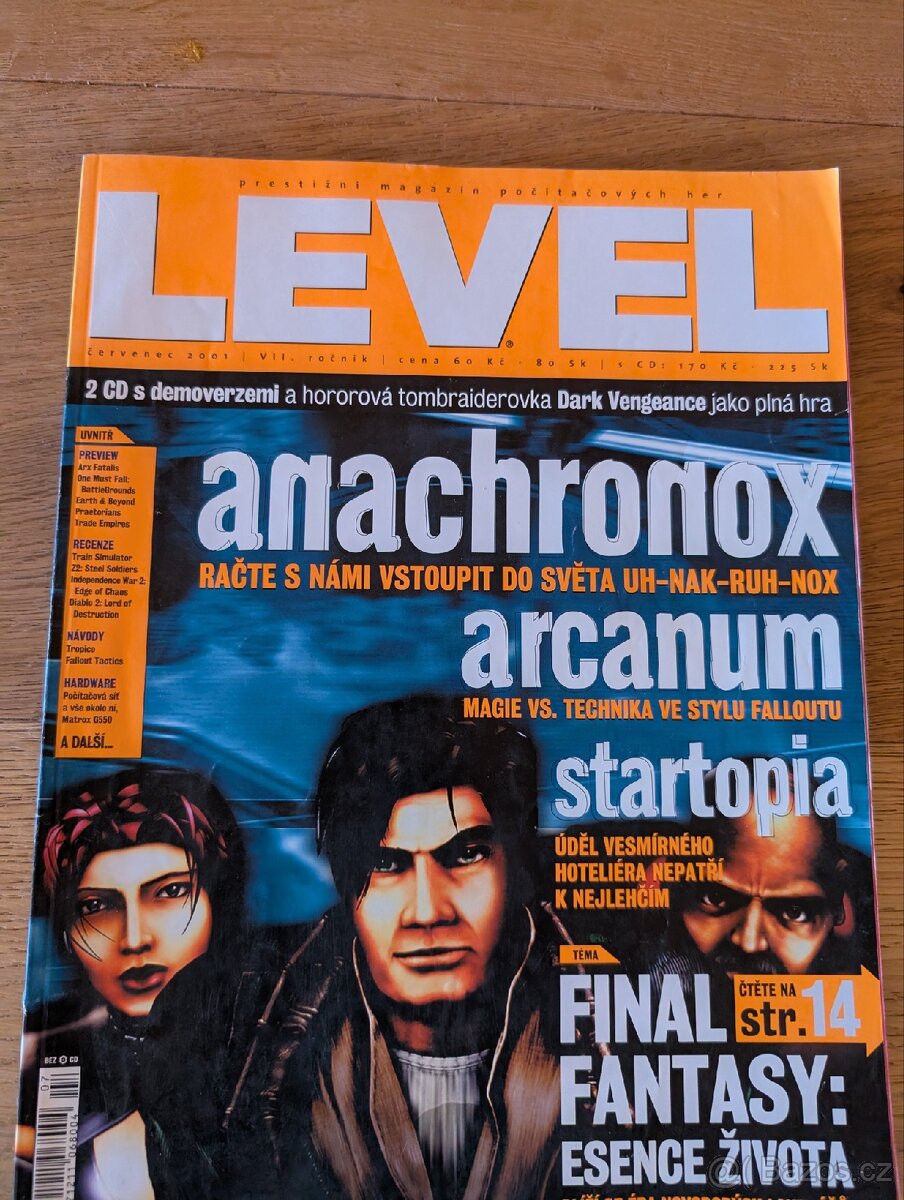 prestižní magazín počítačových her
LEVEL®
červenec 2001 | VII. ročník | cena 60 Kč · 80 Sk | s CD: 170 Kč · 225 Sk
2 CD s demoverzemi a hororová tombraiderovka Dark Vengeance jako plná hra
UVNITŘ
PREVIEW
Arx Fatalis
One Must Fall:
BattleGrounds
Earth & Beyond
Praetorians
Trade Empires
RECENZE
Train Simulator
Z2: Steel Soldiers
Independence War 2:
Edge of Chaos
Diablo 2: Lord of
Destruction
NÁVODY
Tropico
Fallout Tactics
HARDWARE
Počítačová síť
a vše okolo ní,
Matrox G550
A DALŠÍ...
anachronox
RAČTE S NÁMI VSTOUPIT DO SVĚTA UH-NAK-RUH-NOX
arcanum
MAGIE VS. TECHNIKA VE STYLU FALLOUTU
startopia
ÚDĚL VESMÍRNÉHO
HOTELIÉRA NEPATŘÍ
K NEJLEHČÍM
TÉMA
FINAL
FANTASY:
ESENCE ŽIVOTA
ČTĚTE NA
str.14
BEZ CD
07
Bazos.cz